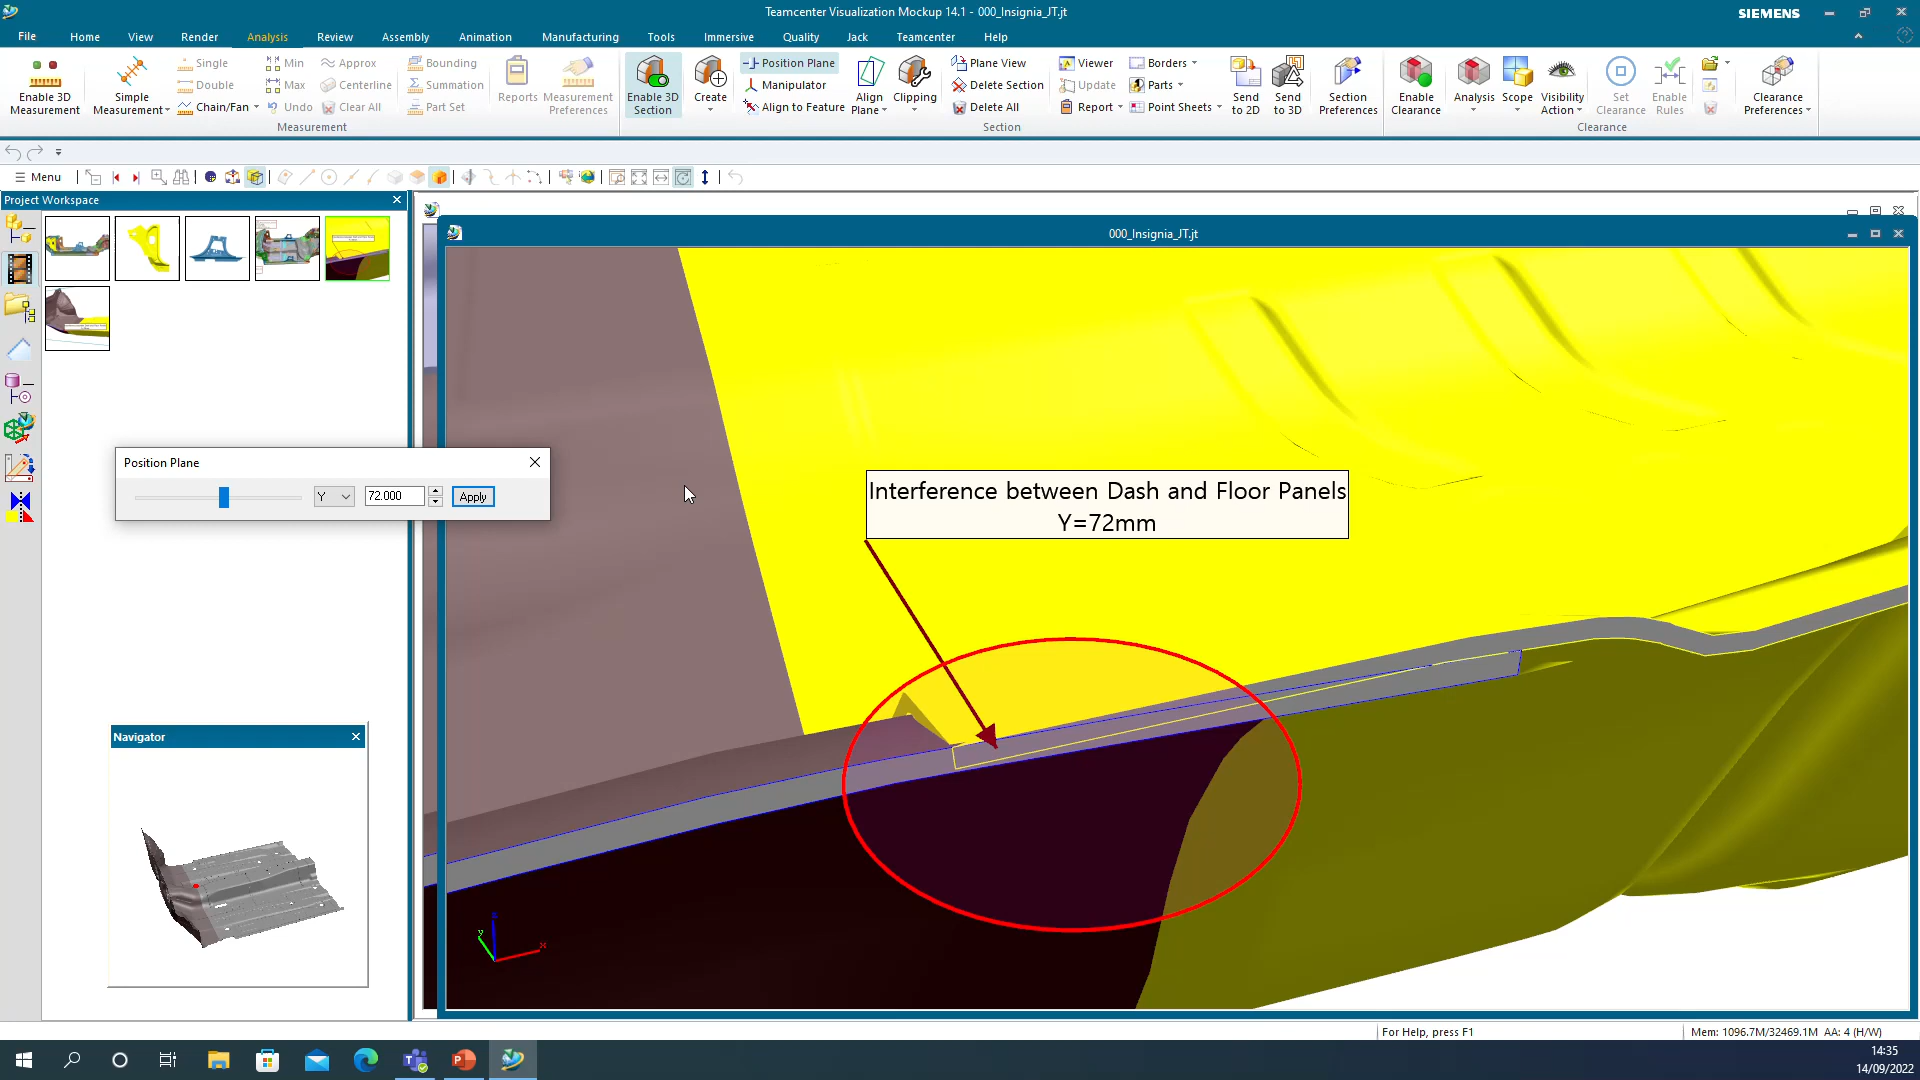 Teamcenter Visualization Mockup 14.1 - 000_Insignia_JT.jt
SIEMENS
File Home View Render Analysis Review Assembly Animation Manufacturing Tools Immersive Quality Jack Teamcenter Help
Enable 3D Measurement
Simple Measurement
Single
Double
Chain/Fan
Min
Max
Undo
Approx
Centerline
Clear All
Bounding
Summation
Part Set
Reports
Measurement Preferences
Measurement
Enable 3D Section
Create
Position Plane
Manipulator
Align to Feature
Align Plane
Clipping
Plane View
Delete Section
Delete All
Viewer
Update
Report
Borders
Parts
Point Sheets
Send to 2D
Send to 3D
Section Preferences
Section
Enable Clearance
Analysis
Scope
Visibility Action
Set Clearance
Enable Rules
Clearance Preferences
Clearance
Menu
Project Workspace
000_Insignia_JT.jt
Position Plane
Y 72.000 Apply
Interference between Dash and Floor Panels
Y=72mm
Navigator
z
y
x
For Help, press F1
Mem: 1096.7M/32469.1M AA: 4 (H/W)
14:35
14/09/2022